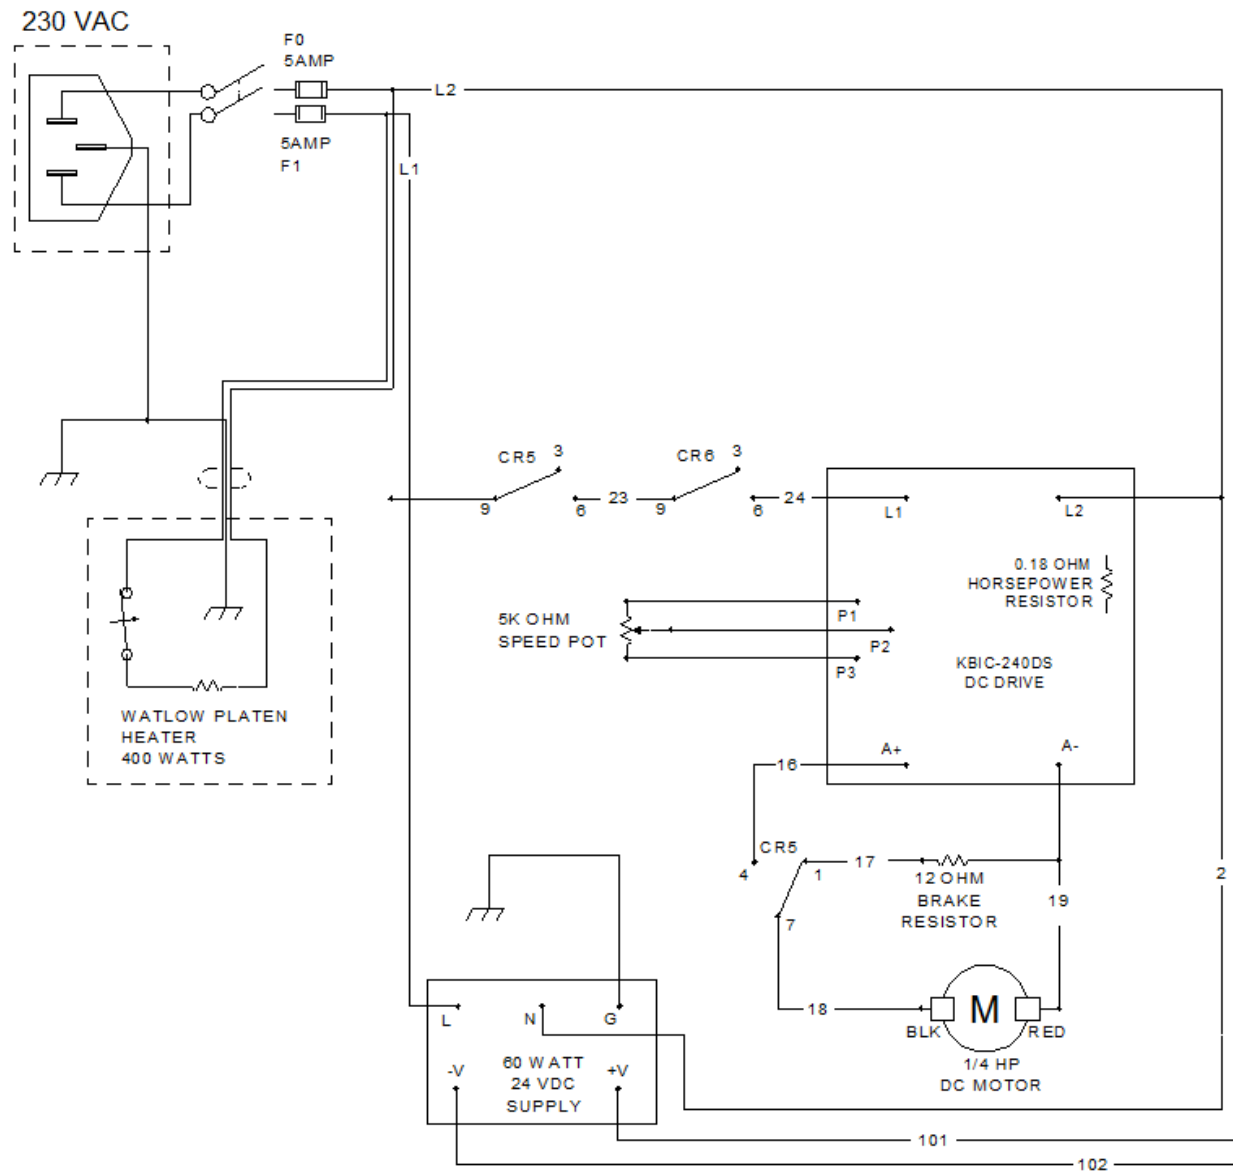 230 VAC
F0
5AMP
L2
5AMP
F1
L1
CR5 3
CR6 3
9 6 23 9 6 24
L1 L2
0.18 OHM
HORSEPOWER
RESISTOR
5K OHM
SPEED POT
P1
P2
P3
KBIC-240DS
DC DRIVE
WATLOW PLATEN
HEATER
400 WATTS
A+ A-
16
CR5
4 1 17
12 OHM
BRAKE
RESISTOR
19
2
7
18
M
BLK RED
1/4 HP
DC MOTOR
L N G
-V +V
60 WATT
24 VDC
SUPPLY
101
102